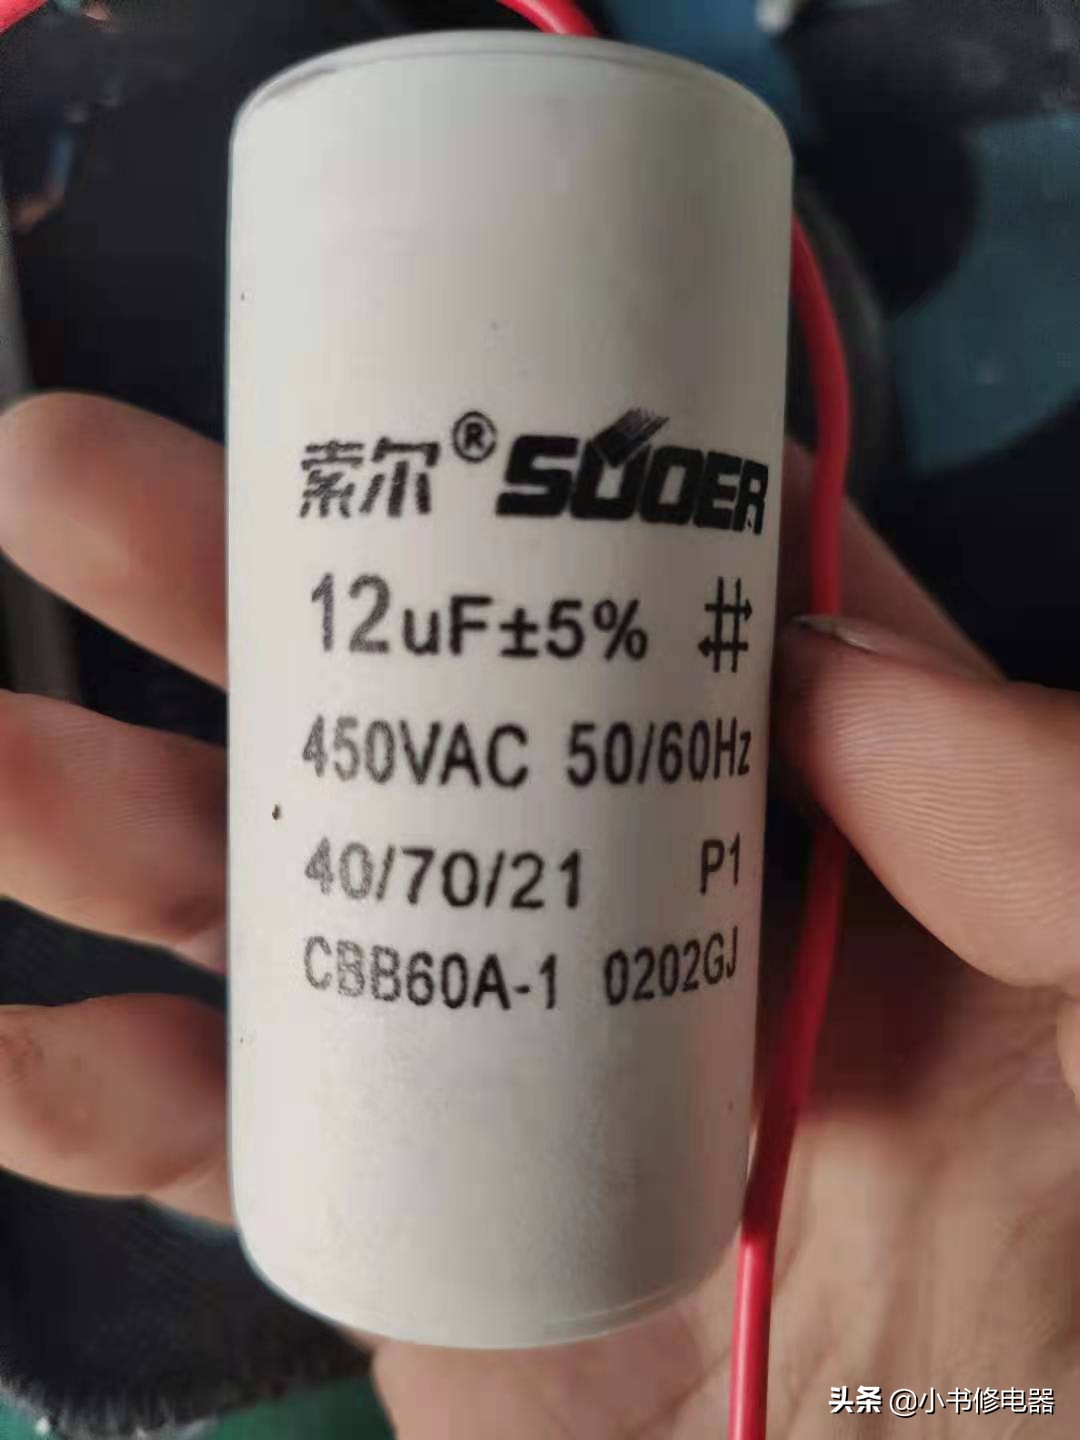 索尔® SUOER
12uF±5%
450VAC 50/60Hz
40/70/21 P1
CBB60A-1 0202GJ
头条 @小书修电器